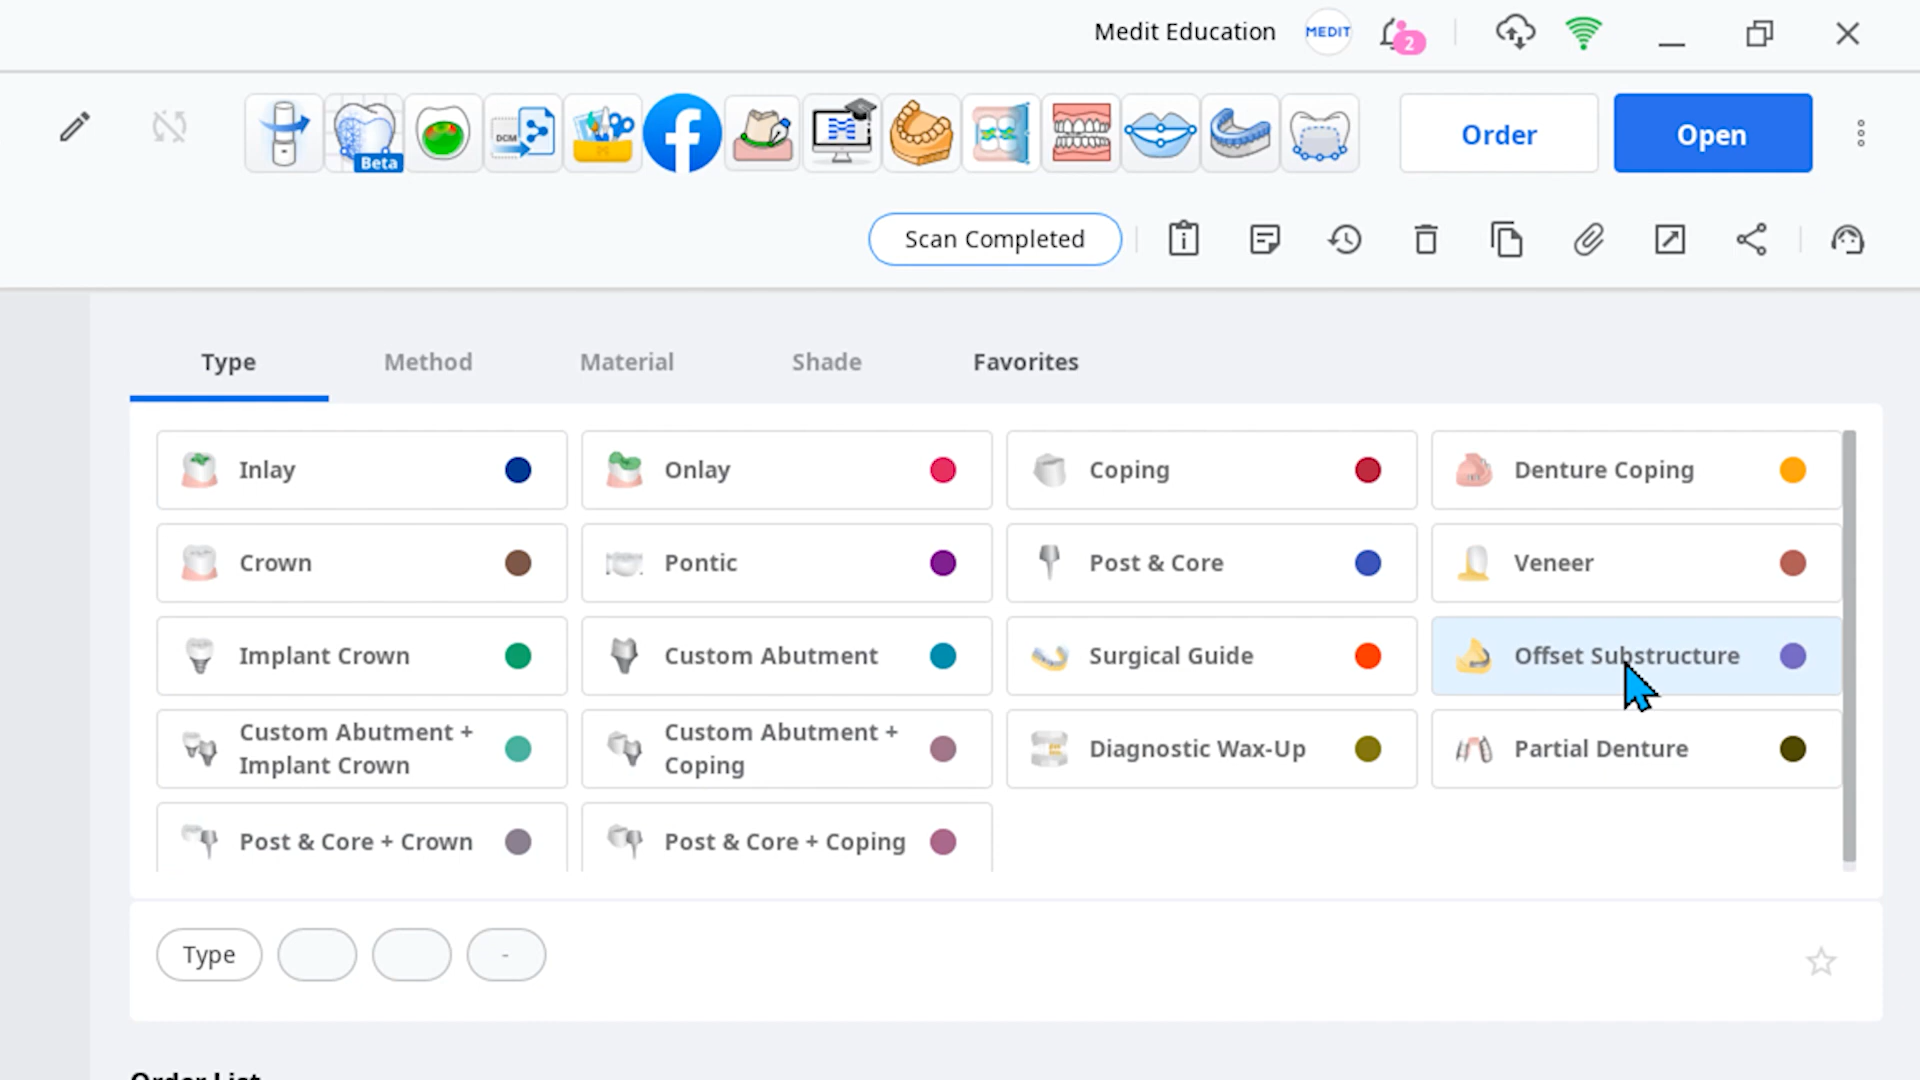 Medit Education
MEDIT
2
Beta
DCM
Order
Open
Scan Completed
Type
Method
Material
Shade
Favorites
Inlay
Onlay
Coping
Denture Coping
Crown
Pontic
Post & Core
Veneer
Implant Crown
Custom Abutment
Surgical Guide
Offset Substructure
Custom Abutment +
Implant Crown
Custom Abutment +
Coping
Diagnostic Wax-Up
Partial Denture
Post & Core + Crown
Post & Core + Coping
Type
-
Order List